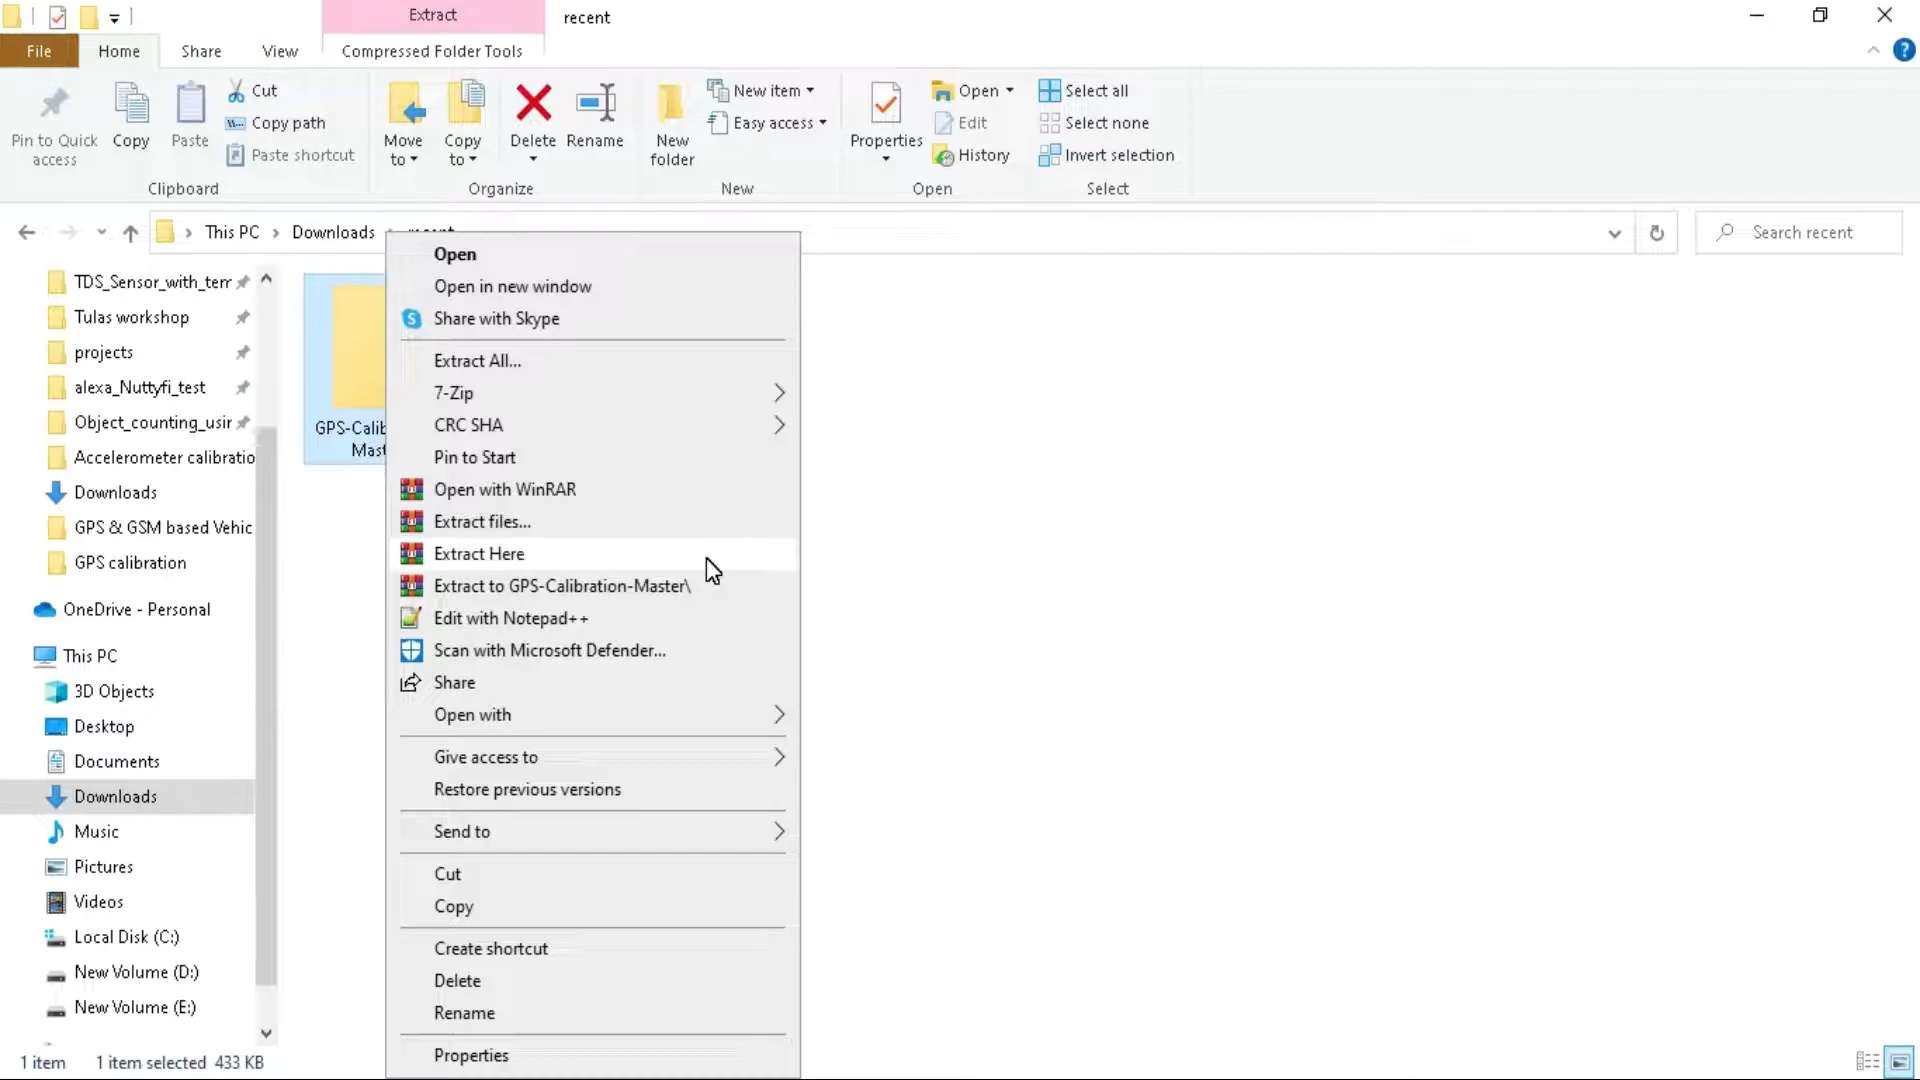 Extract
recent
File
Home
Share
View
Compressed Folder Tools
Pin to Quick access
Copy
Paste
Cut
Copy path
Paste shortcut
Clipboard
Move to
Copy to
Delete
Rename
Organize
New folder
New item
Easy access
New
Properties
Open
Edit
History
Open
Select all
Select none
Invert selection
Select
This PC
Downloads
recent
Search recent
TDS_Sensor_with_tem
Tulas workshop
projects
alexa_Nuttyfi_test
Object_counting_usir
Accelerometer calibratio
Downloads
GPS & GSM based Vehic
GPS calibration
OneDrive - Personal
This PC
3D Objects
Desktop
Documents
Downloads
Music
Pictures
Videos
Local Disk (C:)
New Volume (D:)
New Volume (E:)
GPS-Calib
Mast
Open
Open in new window
Share with Skype
Extract All...
7-Zip
CRC SHA
Pin to Start
Open with WinRAR
Extract files...
Extract Here
Extract to GPS-Calibration-Master\
Edit with Notepad++
Scan with Microsoft Defender...
Share
Open with
Give access to
Restore previous versions
Send to
Cut
Copy
Create shortcut
Delete
Rename
Properties
1 item
1 item selected 433 KB